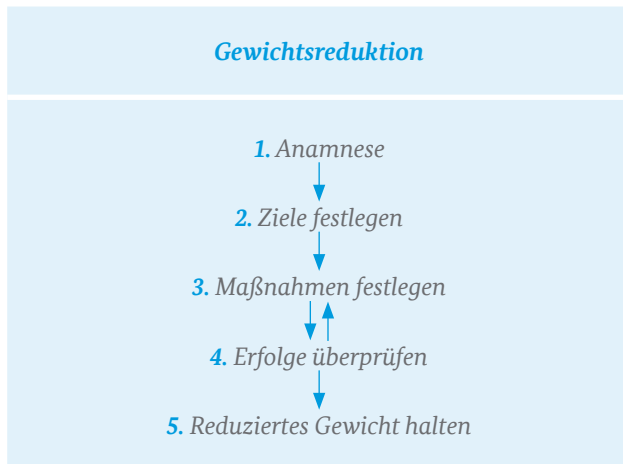 Gewichtsreduktion
1. Anamnese
2. Ziele festlegen
3. Maßnahmen festlegen
4. Erfolge überprüfen
5. Reduziertes Gewicht halten